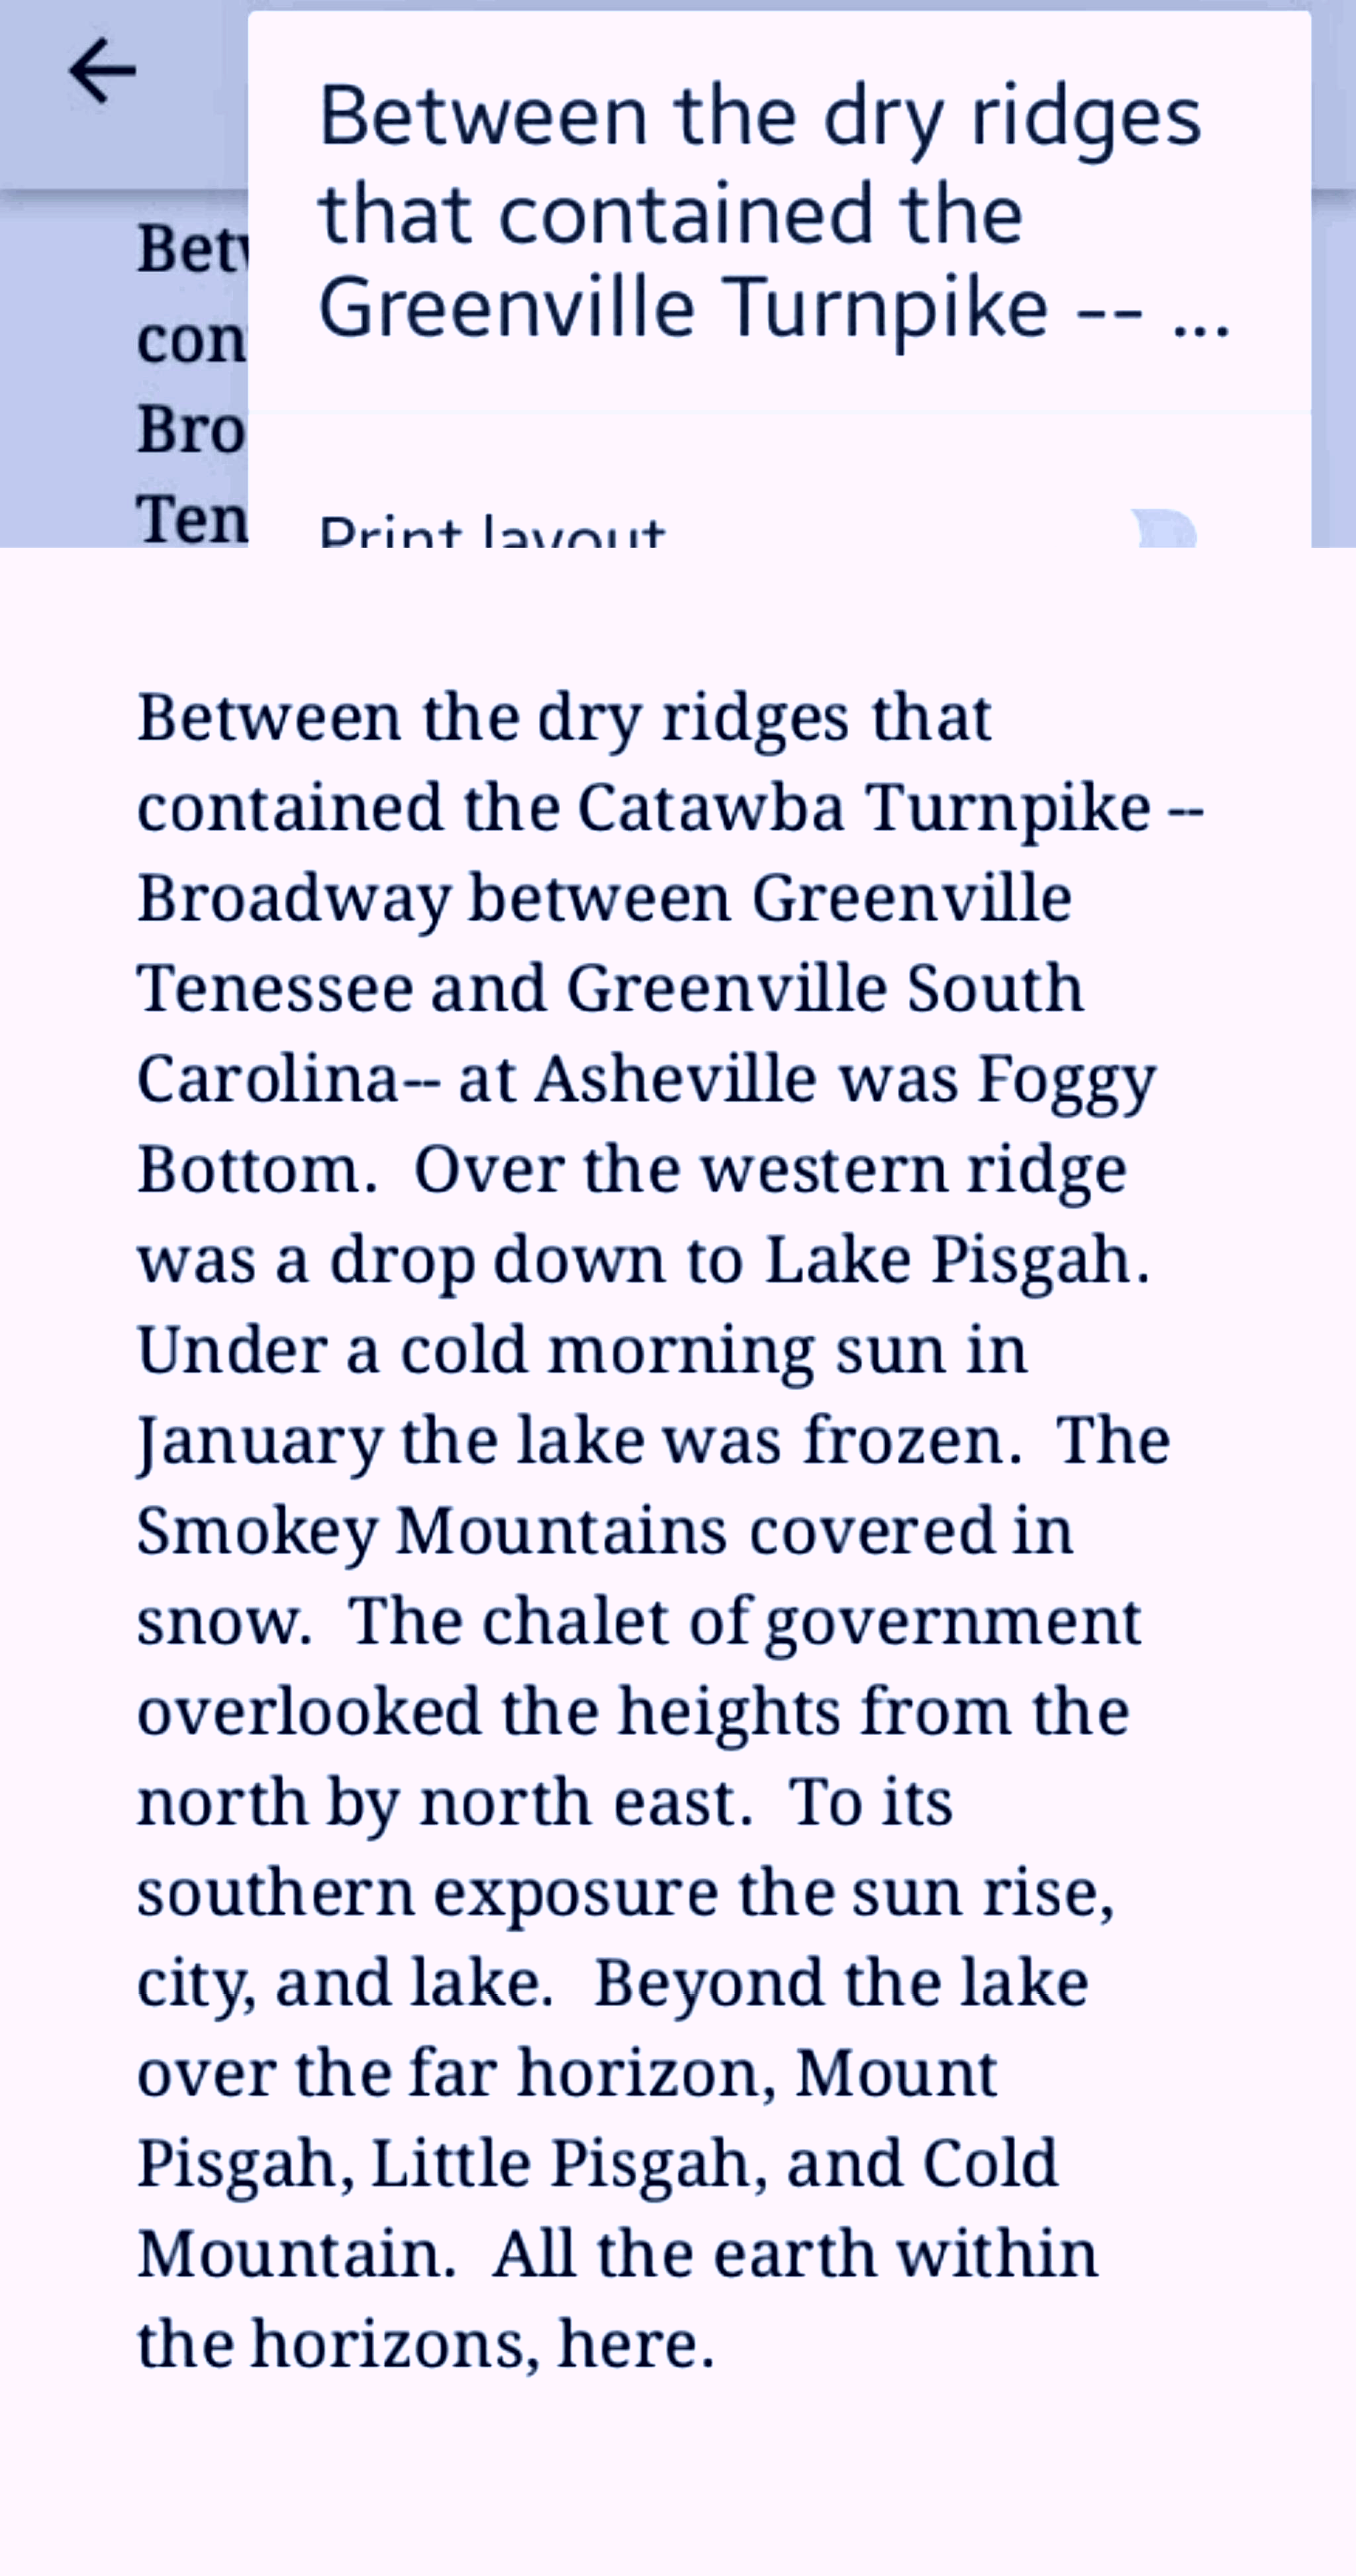 Between the dry ridges
that contained the
Greenville Turnpike -- ...
Print layout
Between the dry ridges that
contained the Catawba Turnpike --
Broadway between Greenville
Tenessee and Greenville South
Carolina-- at Asheville was Foggy
Bottom.  Over the western ridge
was a drop down to Lake Pisgah.
Under a cold morning sun in
January the lake was frozen.  The
Smokey Mountains covered in
snow.  The chalet of government
overlooked the heights from the
north by north east.  To its
southern exposure the sun rise,
city, and lake.  Beyond the lake
over the far horizon, Mount
Pisgah, Little Pisgah, and Cold
Mountain.  All the earth within
the horizons, here.